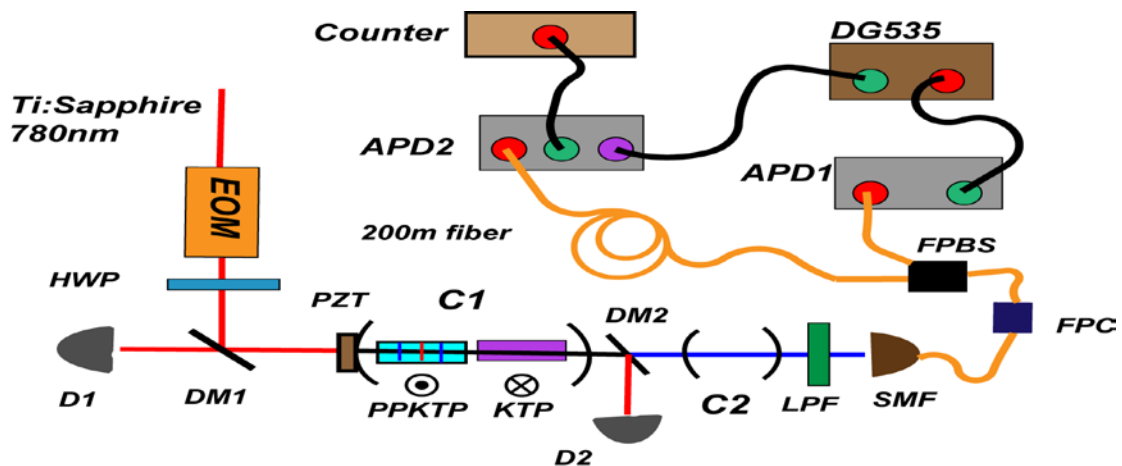 Counter
DG535
Ti:Sapphire
780nm
APD2
APD1
EOM
200m fiber
FPBS
HWP
PZT
C1
DM2
FPC
D1
DM1
PPKTP
KTP
C2
LPF
SMF
D2